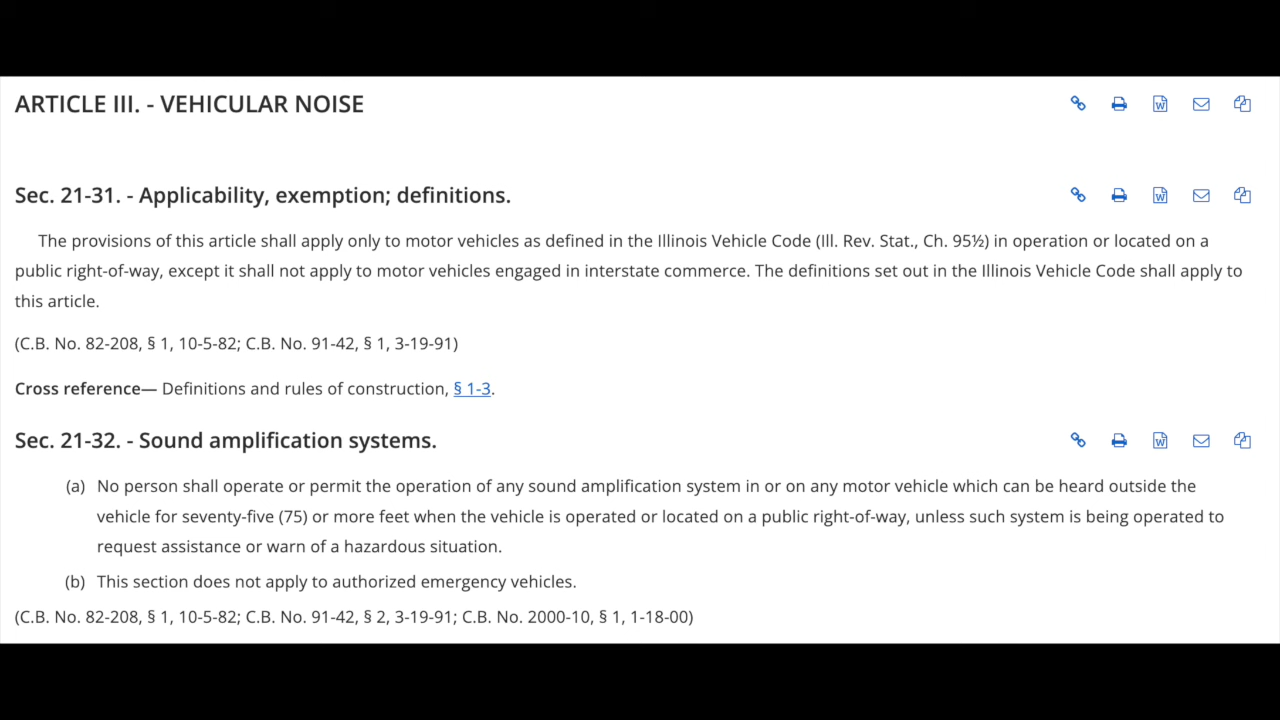 ARTICLE III. - VEHICULAR NOISE
Sec. 21-31. - Applicability, exemption; definitions.
The provisions of this article shall apply only to motor vehicles as defined in the Illinois Vehicle Code (Ill. Rev. Stat., Ch. 95½) in operation or located on a
public right-of-way, except it shall not apply to motor vehicles engaged in interstate commerce. The definitions set out in the Illinois Vehicle Code shall apply to
this article.
(C.B. No. 82-208, § 1, 10-5-82; C.B. No. 91-42, § 1, 3-19-91)
Cross reference— Definitions and rules of construction, § 1-3.
Sec. 21-32. - Sound amplification systems.
(a) No person shall operate or permit the operation of any sound amplification system in or on any motor vehicle which can be heard outside the
vehicle for seventy-five (75) or more feet when the vehicle is operated or located on a public right-of-way, unless such system is being operated to
request assistance or warn of a hazardous situation.
(b) This section does not apply to authorized emergency vehicles.
(C.B. No. 82-208, § 1, 10-5-82; C.B. No. 91-42, § 2, 3-19-91; C.B. No. 2000-10, § 1, 1-18-00)